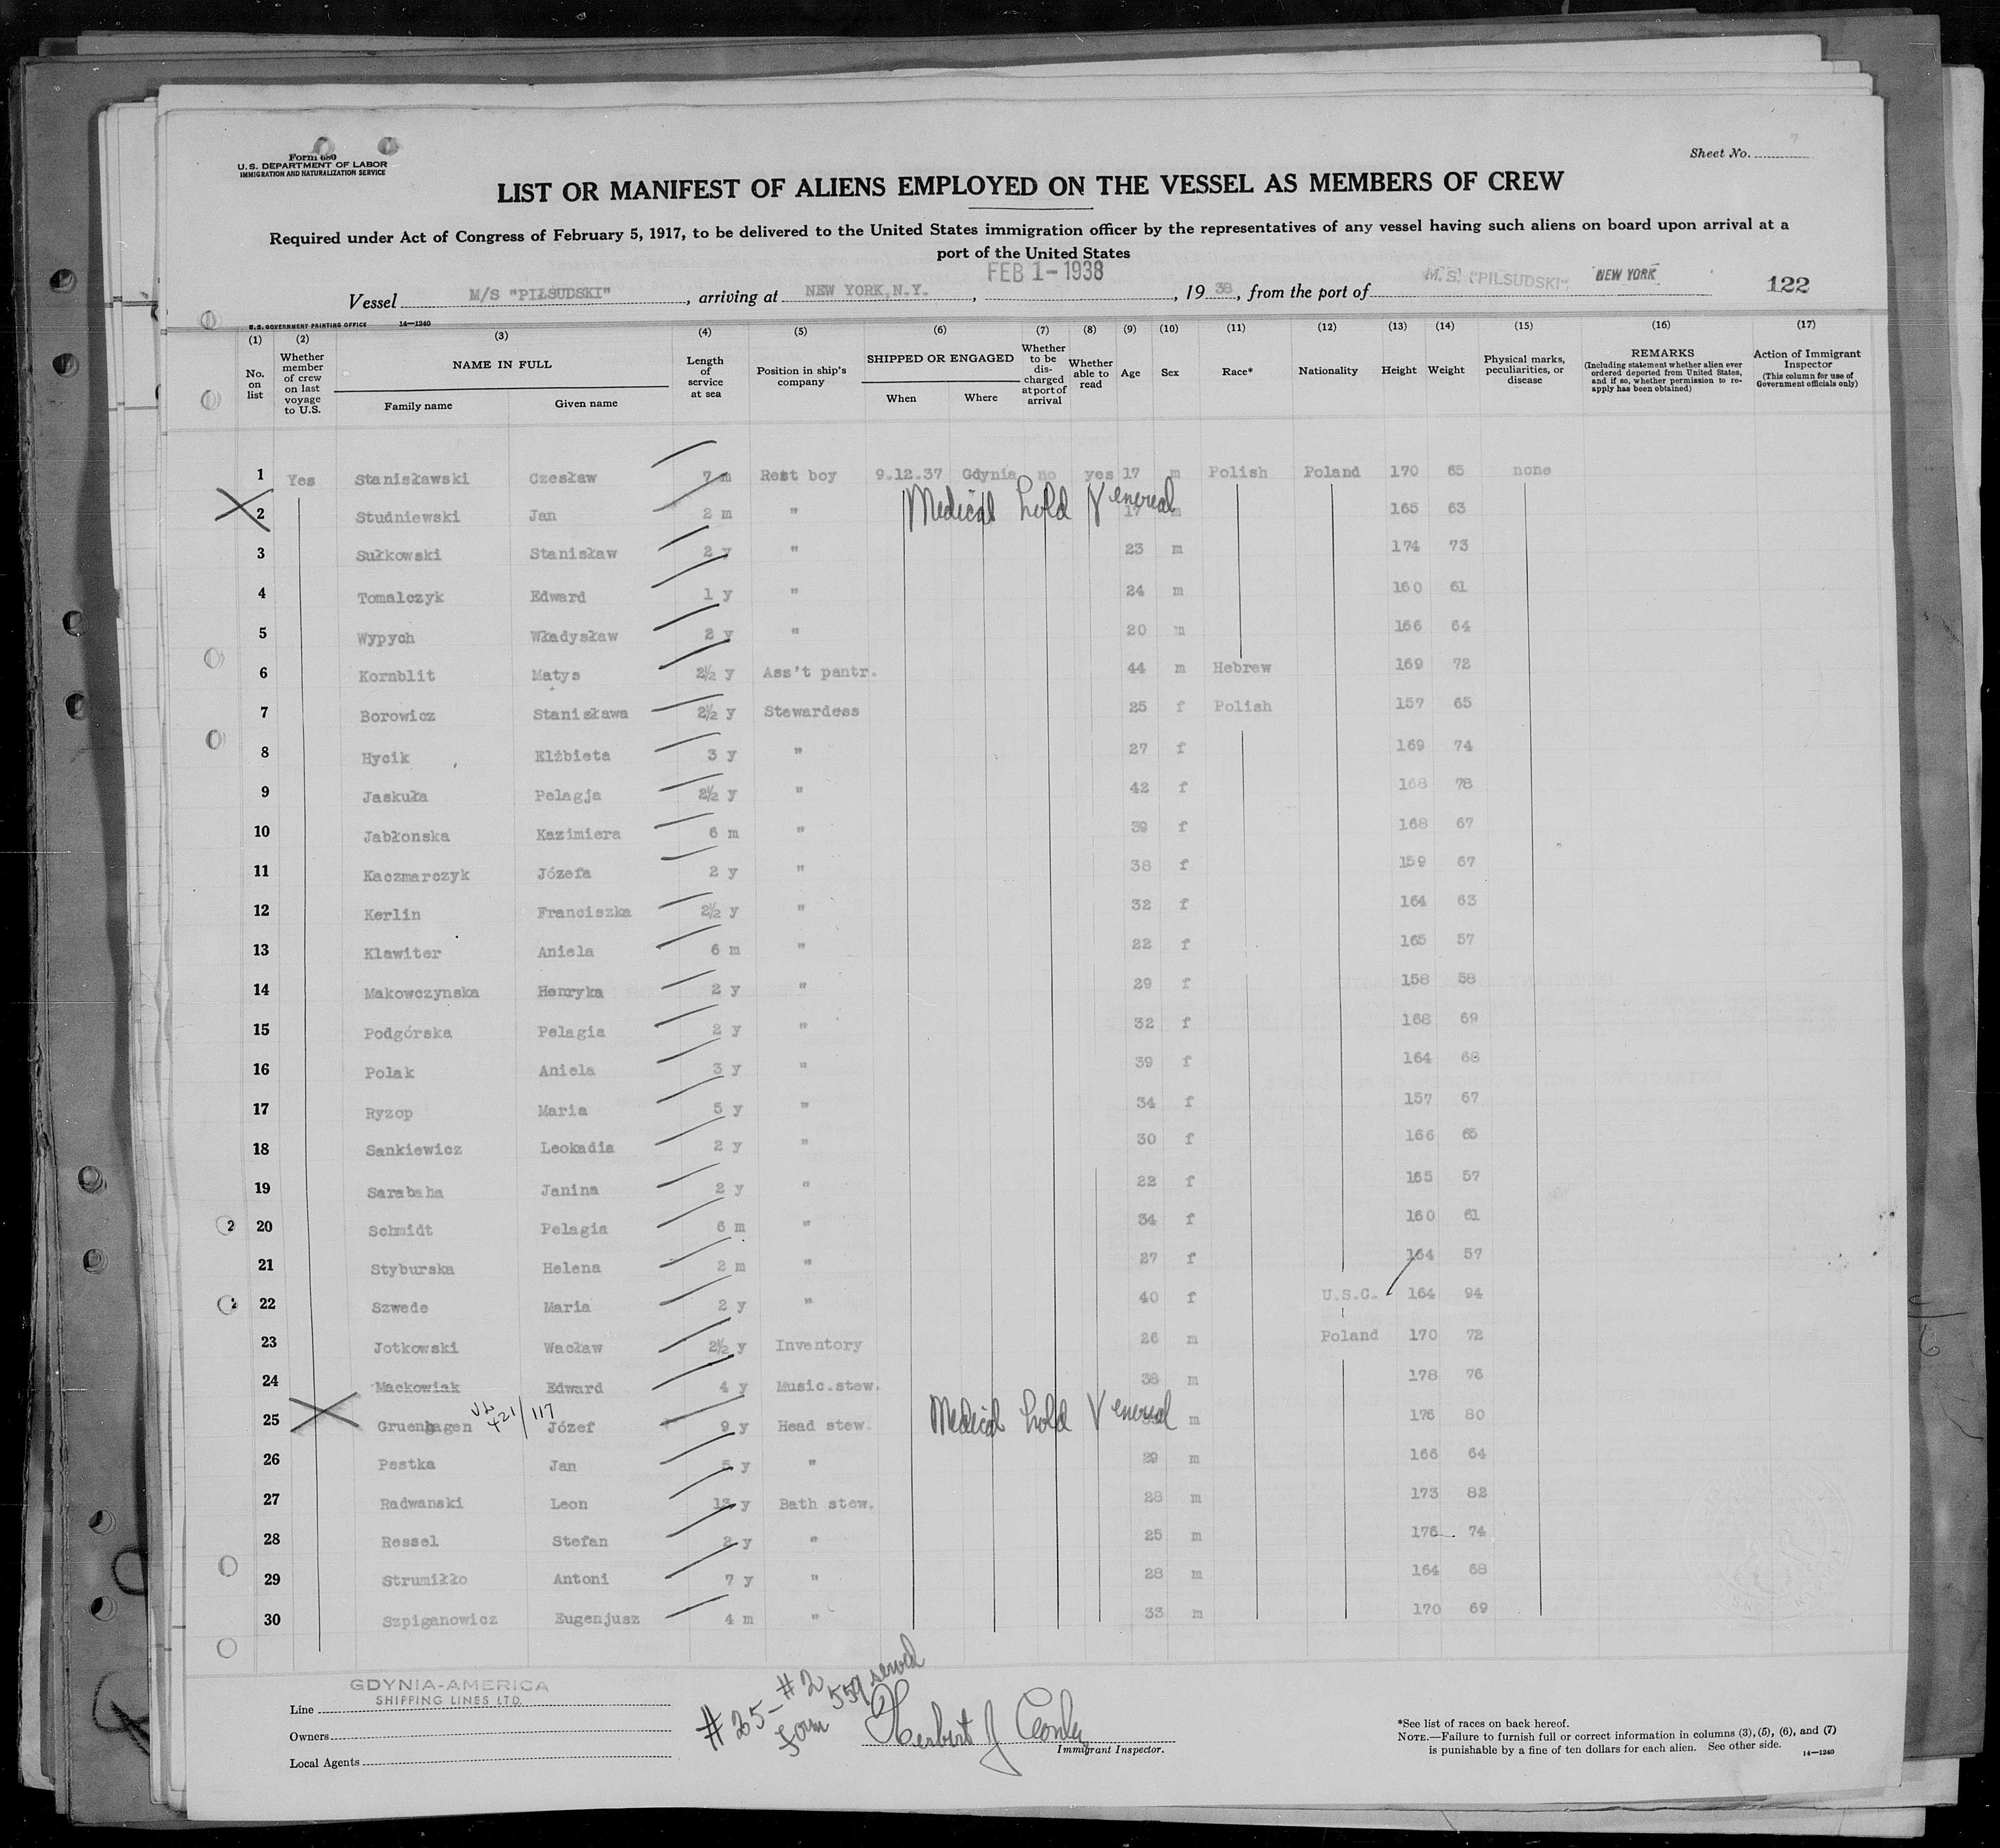 Form 680
U. S. DEPARTMENT OF LABOR
IMMIGRATION AND NATURALIZATION SERVICE
Sheet No. 7
LIST OR MANIFEST OF ALIENS EMPLOYED ON THE VESSEL AS MEMBERS OF CREW
Required under Act of Congress of February 5, 1917, to be delivered to the United States immigration officer by the representatives of any vessel having such aliens on board upon arrival at a
port of the United States
FEB 1 - 1938
Vessel M/S "PIŁSUDSKI", arriving at NEW YORK, N.Y., , 19 38, from the port of M.S. "PILSUDSKI" NEW YORK 122
U. S. GOVERNMENT PRINTING OFFICE 14—1240
(1) (2) (3) (4) (5) (6) (7) (8) (9) (10) (11) (12) (13) (14) (15) (16) (17)
No. on list
Whether member of crew on last voyage to U.S.
NAME IN FULL
Family name Given name
Length of service at sea
Position in ship's company
SHIPPED OR ENGAGED
When Where
Whether to be discharged at port of arrival
Whether able to read
Age
Sex
Race*
Nationality
Height
Weight
Physical marks, peculiarities, or disease
REMARKS
(Including statement whether alien ever ordered deported from United States, and if so, whether permission to reapply has been obtained)
Action of Immigrant Inspector
(This column for use of Government officials only)
1 Yes Stanisławski Czesław 7 m Rest boy 9.12.37 Gdynia no yes 17 m Polish Poland 170 65 none
2 Studniewski Jan 2 m " Medical hold Venereal 17 m 165 63
3 Sułkowski Stanisław 2 y " 23 m 174 73
4 Tomalczyk Edward 1 y " 24 m 160 61
5 Wypych Władysław 2 y " 20 m 166 64
6 Kornblit Matys 2½ y Ass't pantr. 44 m Hebrew 169 72
7 Borowicz Stanisława 2½ y Stewardess 25 f Polish 157 65
8 Hycik Elżbieta 3 y " 27 f 169 74
9 Jaskuła Pelagja 2½ y " 42 f 168 78
10 Jabłonska Kazimiera 6 m " 39 f 168 67
11 Kaczmarczyk Józefa 2 y " 38 f 159 67
12 Kerlin Franciszka 2½ y " 32 f 164 63
13 Klawiter Aniela 6 m " 22 f 165 57
14 Makowczynska Henryka 2 y " 29 f 158 58
15 Podgórska Pelagia 2 y " 32 f 168 69
16 Polak Aniela 3 y " 39 f 164 68
17 Ryzop Maria 5 y " 34 f 157 67
18 Sankiewicz Leokadia 2 y " 30 f 166 65
19 Sarabaha Janina 2 y " 22 f 165 57
2 20 Schmidt Pelagia 6 m " 34 f 160 61
21 Styburska Helena 2 m " 27 f 164 57
2 22 Szwede Maria 2 y " 40 f U.S.C. 164 94
23 Jotkowski Wacław 2½ y Inventory 26 m Poland 170 72
24 Mackowiak Edward 4 y Music.stew. 38 m 178 76
25 Gruenhagen 421/117 Józef 9 y Head stew. Medical hold Venereal m 176 80
26 Pestka Jan 5 y " 29 m 166 64
27 Radwanski Leon 13 y Bath stew. 28 m 173 82
28 Ressel Stefan 2 y " 25 m 176 74
29 Strumiłło Antoni 7 y " 28 m 164 68
30 Szpiganowicz Eugenjusz 4 m " 33 m 170 69
Line GDYNIA-AMERICA
SHIPPING LINES LTD.
Owners
Local Agents
#25 - #2
form 559 served
Herbert J Conley
Immigrant Inspector.
*See list of races on back hereof.
NOTE.—Failure to furnish full or correct information in columns (3), (5), (6), and (7)
is punishable by a fine of ten dollars for each alien. See other side. 14—1240